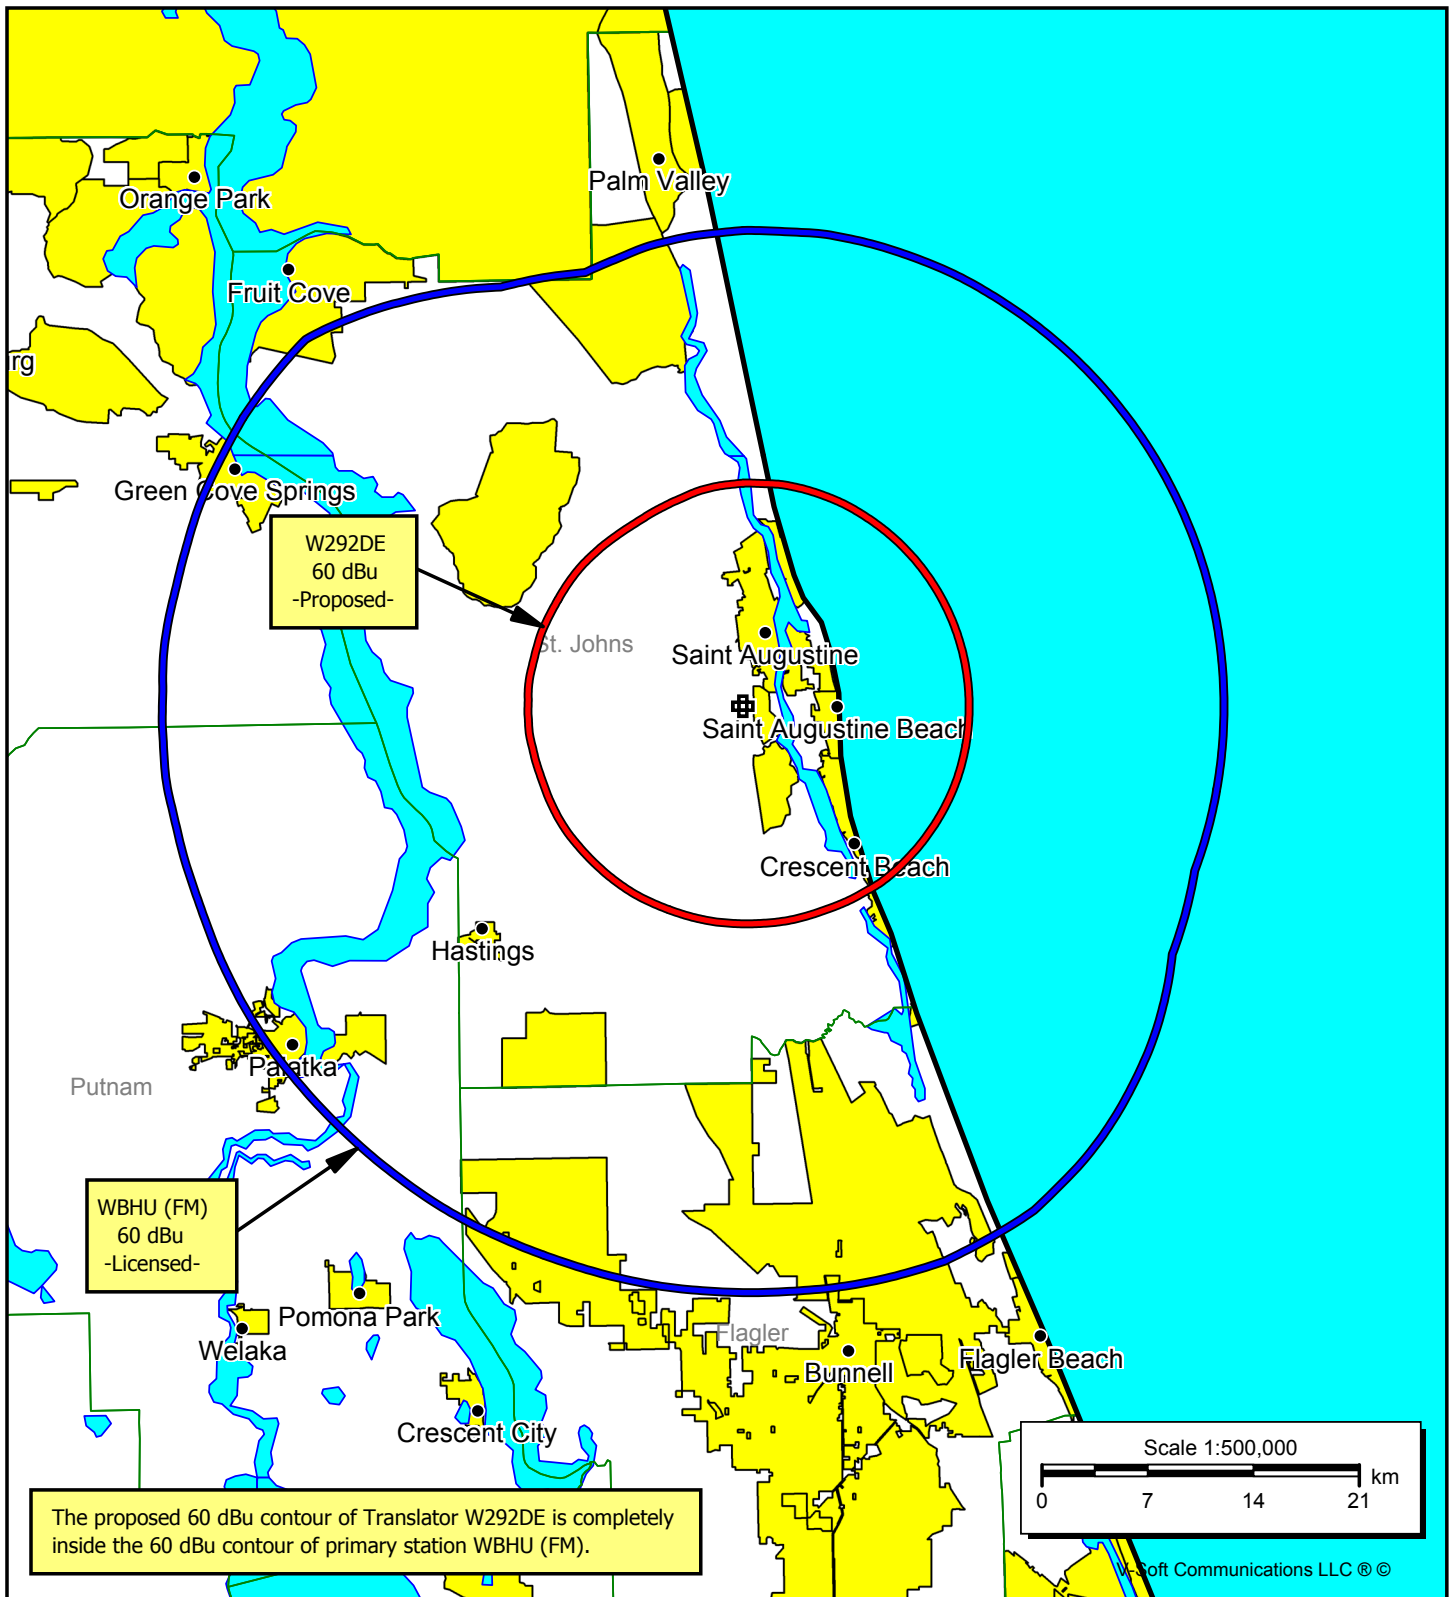 Palm Valley
Orange Park
Fruit Cove
rg
Green Cove Springs
W292DE
60 dBu
-Proposed-
St. Johns
Saint Augustine
Saint Augustine Beach
Crescent Beach
Hastings
Palatka
Putnam
WBHU (FM)
60 dBu
-Licensed-
Pomona Park
Welaka
Flagler
Bunnell
Flagler Beach
Crescent City
Scale 1:500,000
km
0 7 14 21
The proposed 60 dBu contour of Translator W292DE is completely
inside the 60 dBu contour of primary station WBHU (FM).
V-Soft Communications LLC ® ©